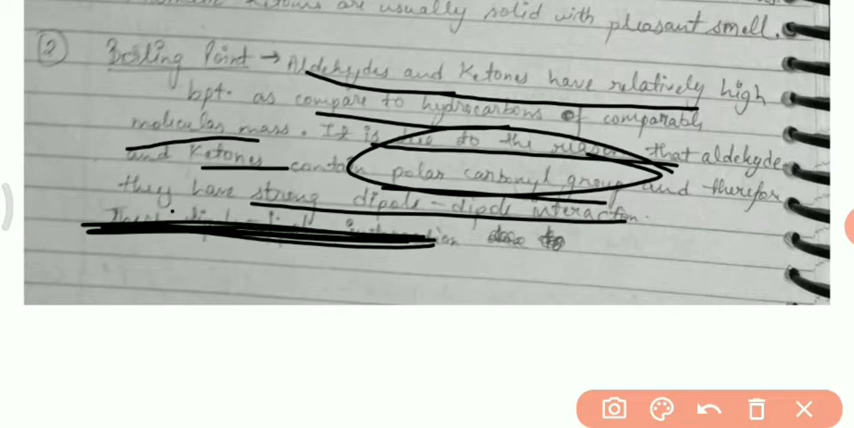 Ketones are usually solid with pleasant smell.
② Boiling Point → Aldehydes and Ketones have relatively high
bpt. as compare to hydrocarbons of comparable
molecular mass. It is due to the reason that aldehyde
and Ketones contain polar carbonyl group and therefor
they have strong dipole-dipole interaction.
due to